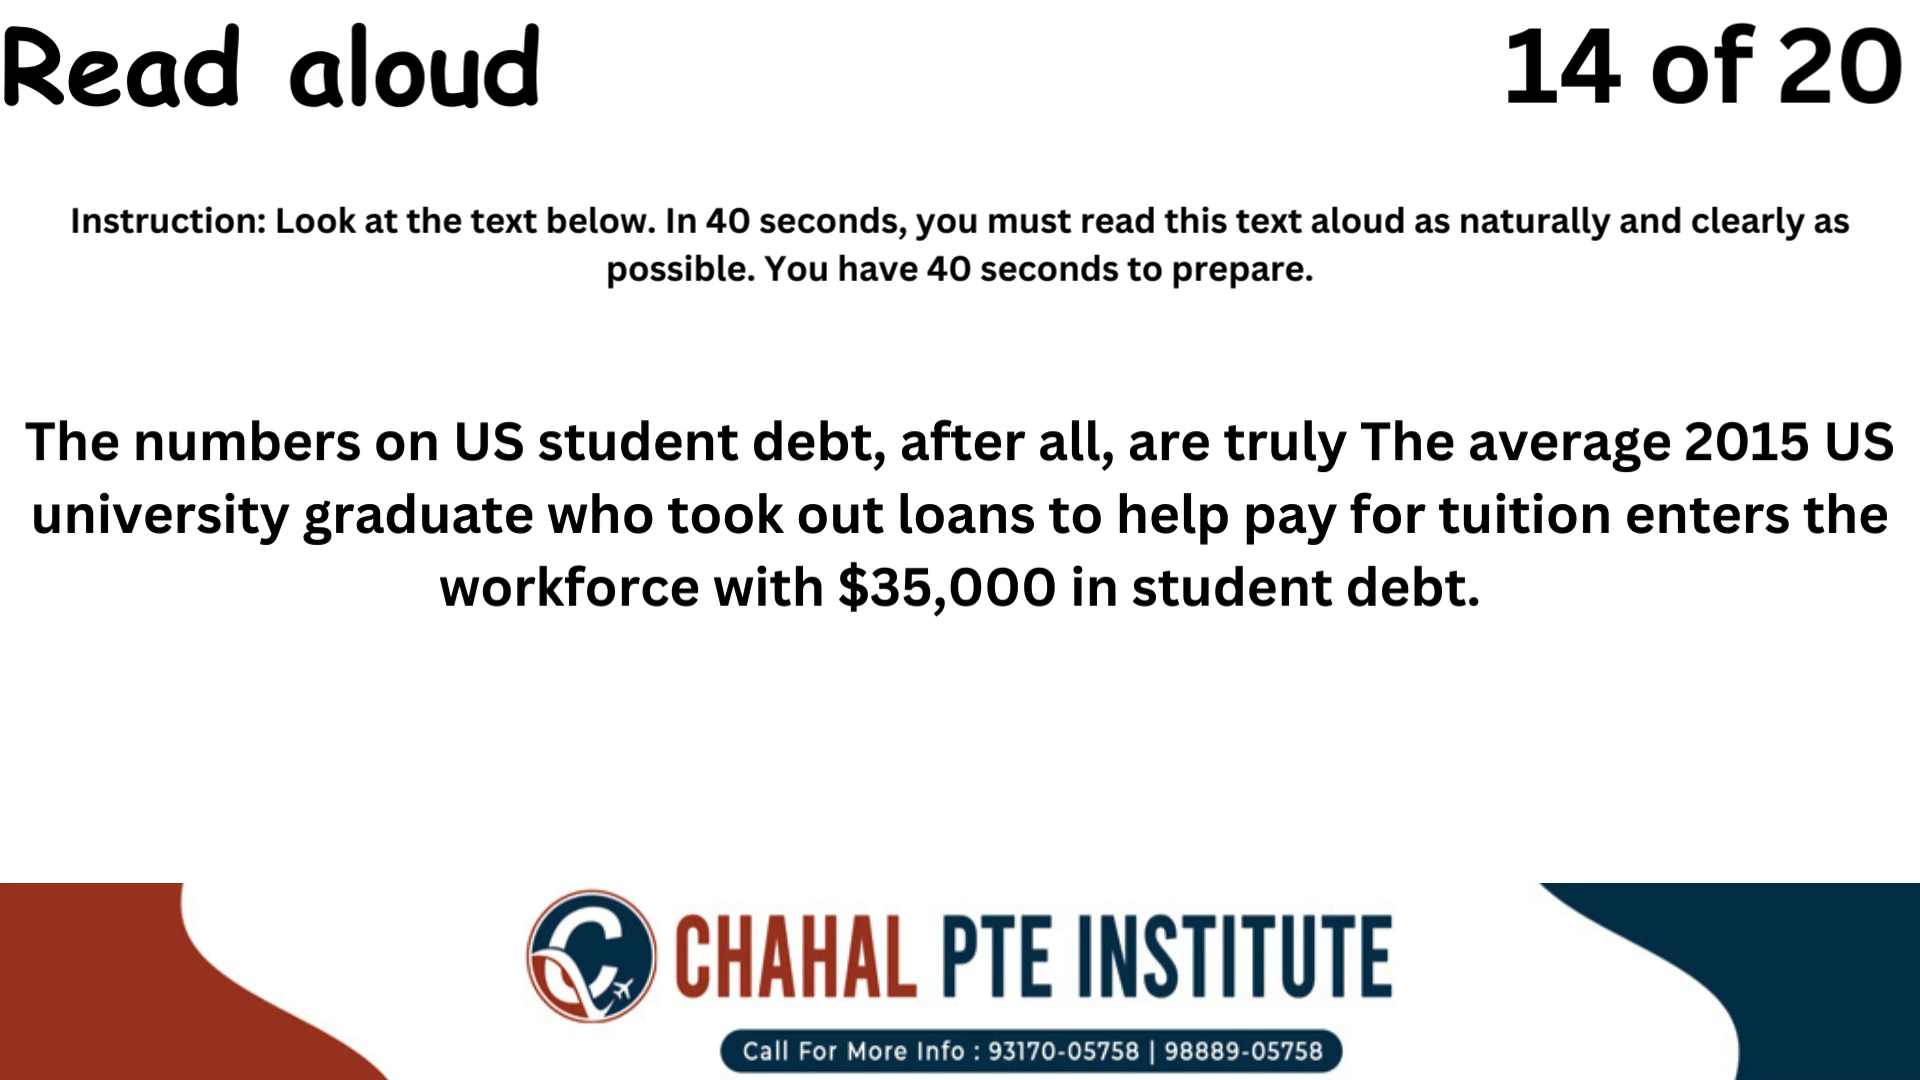 Read aloud
14 of 20
Instruction: Look at the text below. In 40 seconds, you must read this text aloud as naturally and clearly as
possible. You have 40 seconds to prepare.
The numbers on US student debt, after all, are truly The average 2015 US
university graduate who took out loans to help pay for tuition enters the
workforce with $35,000 in student debt.
CHAHAL PTE INSTITUTE
Call For More Info : 93170-05758 | 98889-05758